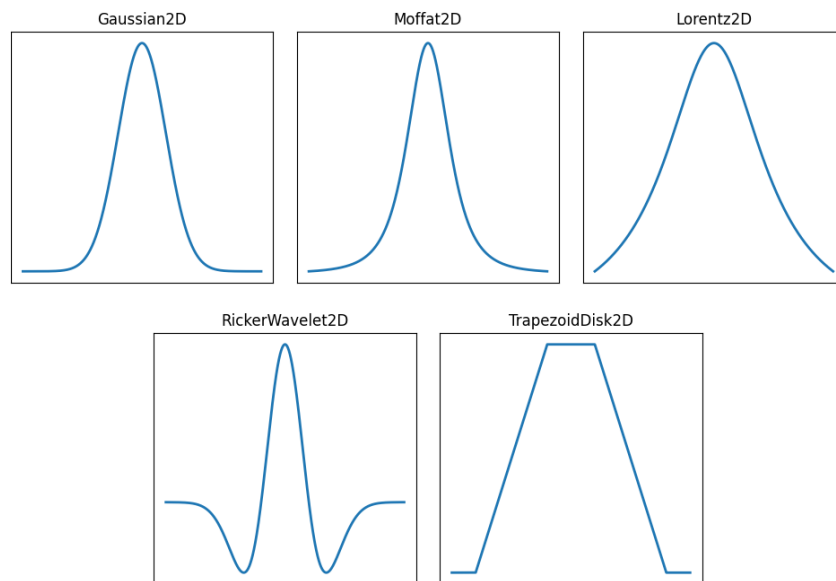 Gaussian2D
Moffat2D
Lorentz2D
RickerWavelet2D
TrapezoidDisk2D